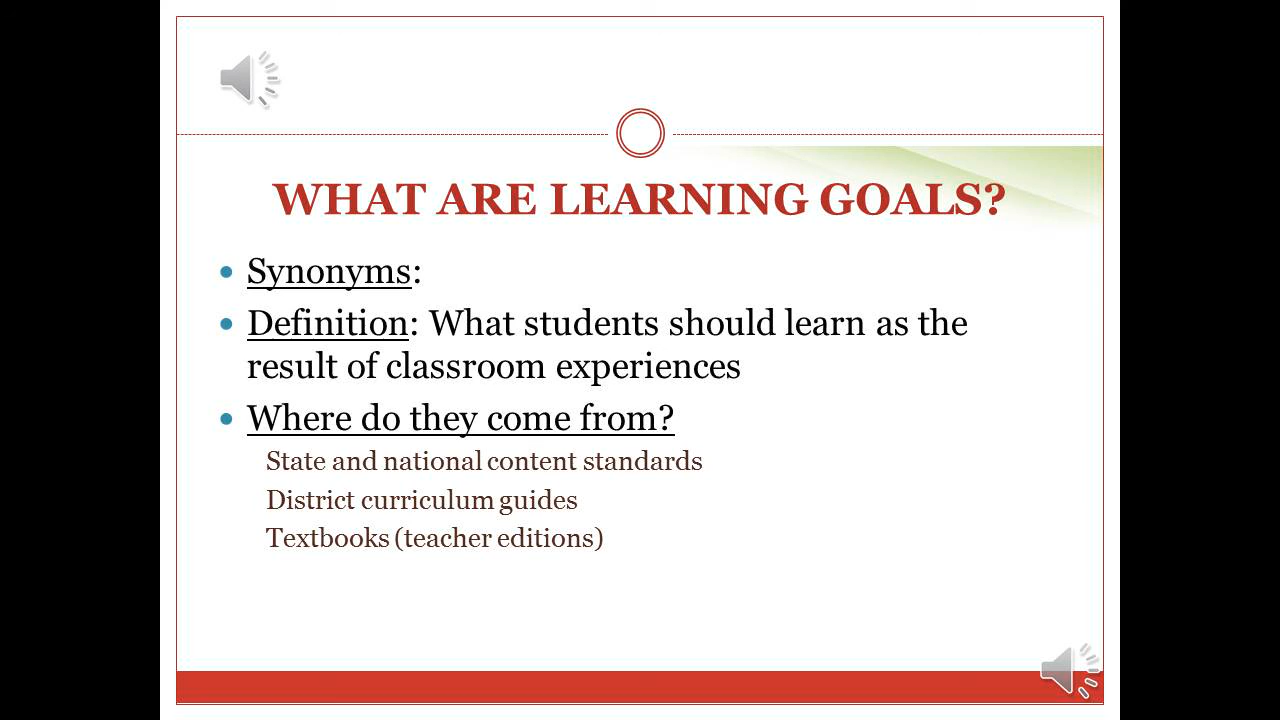 WHAT ARE LEARNING GOALS?
Synonyms:
Definition: What students should learn as the
result of classroom experiences
Where do they come from?
State and national content standards
District curriculum guides
Textbooks (teacher editions)